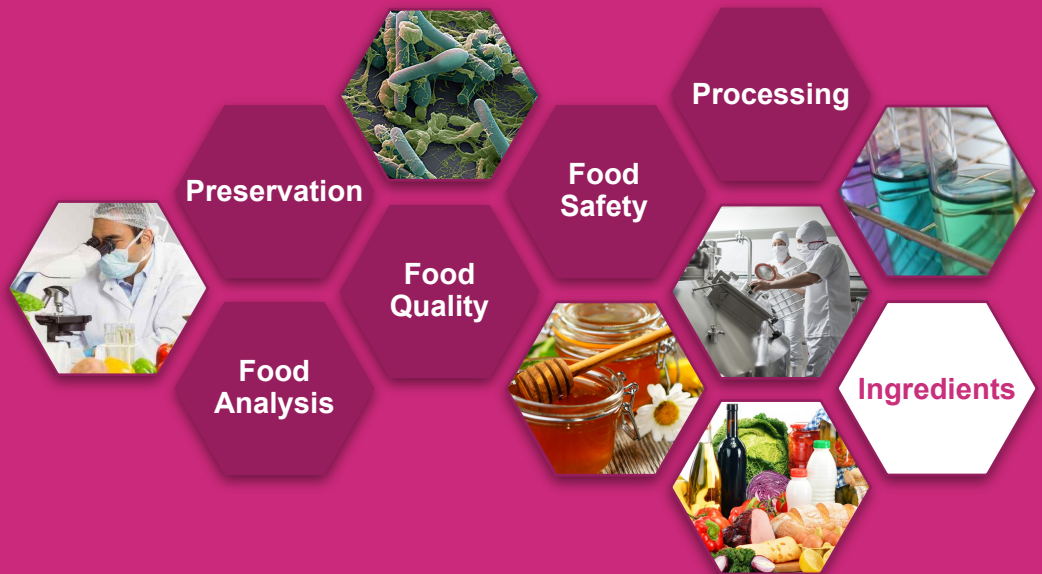 Processing
Preservation
Food
Safety
Food
Quality
Food
Analysis
Ingredients